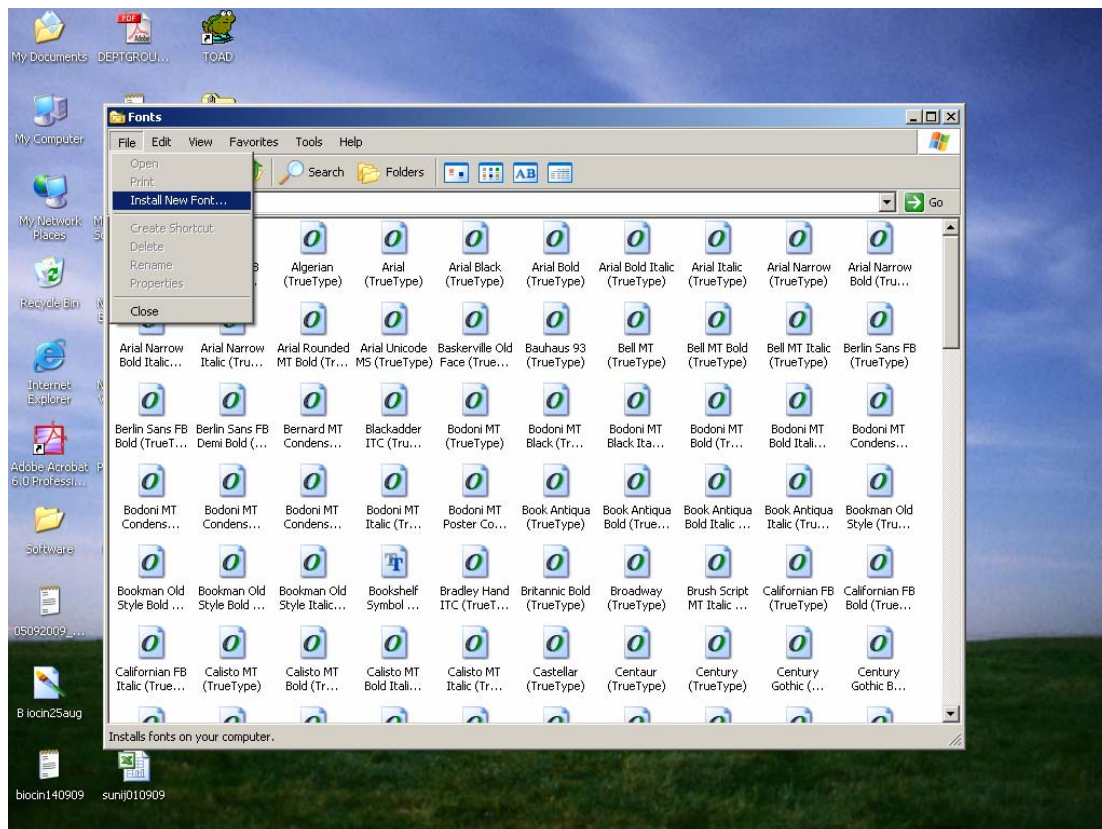 My Documents
DEPTGROU...
TOAD
My Computer
My Network
Places
Recycle Bin
Internet
Explorer
Adobe Acrobat
6.0 Professi...
Software
05092009_...
B iocin25aug
biocin140909
sunij010909
Fonts
File Edit View Favorites Tools Help
Search Folders
Go
Open
Print
Install New Font...
Create Shortcut
Delete
Rename
Properties
Close
Algerian Arial Arial Black Arial Bold Arial Bold Italic Arial Italic Arial Narrow Arial Narrow
(TrueType) (TrueType) (TrueType) (TrueType) (TrueType) (TrueType) (TrueType) Bold (Tru...
Arial Narrow Arial Narrow Arial Rounded Arial Unicode Baskerville Old Bauhaus 93 Bell MT Bell MT Bold Bell MT Italic Berlin Sans FB
Bold Italic... Italic (Tru... MT Bold (Tr... MS (TrueType) Face (True... (TrueType) (TrueType) (TrueType) (TrueType) (TrueType)
Berlin Sans FB Berlin Sans FB Bernard MT Blackadder Bodoni MT Bodoni MT Bodoni MT Bodoni MT Bodoni MT Bodoni MT
Bold (TrueT... Demi Bold (... Condens... ITC (Tru... (TrueType) Black (Tr... Black Ita... Bold (Tr... Bold Itali... Condens...
Bodoni MT Bodoni MT Bodoni MT Bodoni MT Bodoni MT Book Antiqua Book Antiqua Book Antiqua Book Antiqua Bookman Old
Condens... Condens... Condens... Italic (Tr... Poster Co... (TrueType) Bold (True... Bold Italic ... Italic (Tru... Style (Tru...
Bookman Old Bookman Old Bookman Old Bookshelf Bradley Hand Britannic Bold Broadway Brush Script Californian FB Californian FB
Style Bold ... Style Bold ... Style Italic... Symbol ... ITC (TrueT... (TrueType) (TrueType) MT Italic ... (TrueType) Bold (True...
Californian FB Calisto MT Calisto MT Calisto MT Calisto MT Castellar Centaur Century Century Century
Italic (True... (TrueType) Bold (Tr... Bold Itali... Italic (Tr... (TrueType) (TrueType) (TrueType) Gothic (... Gothic B...
Installs fonts on your computer.